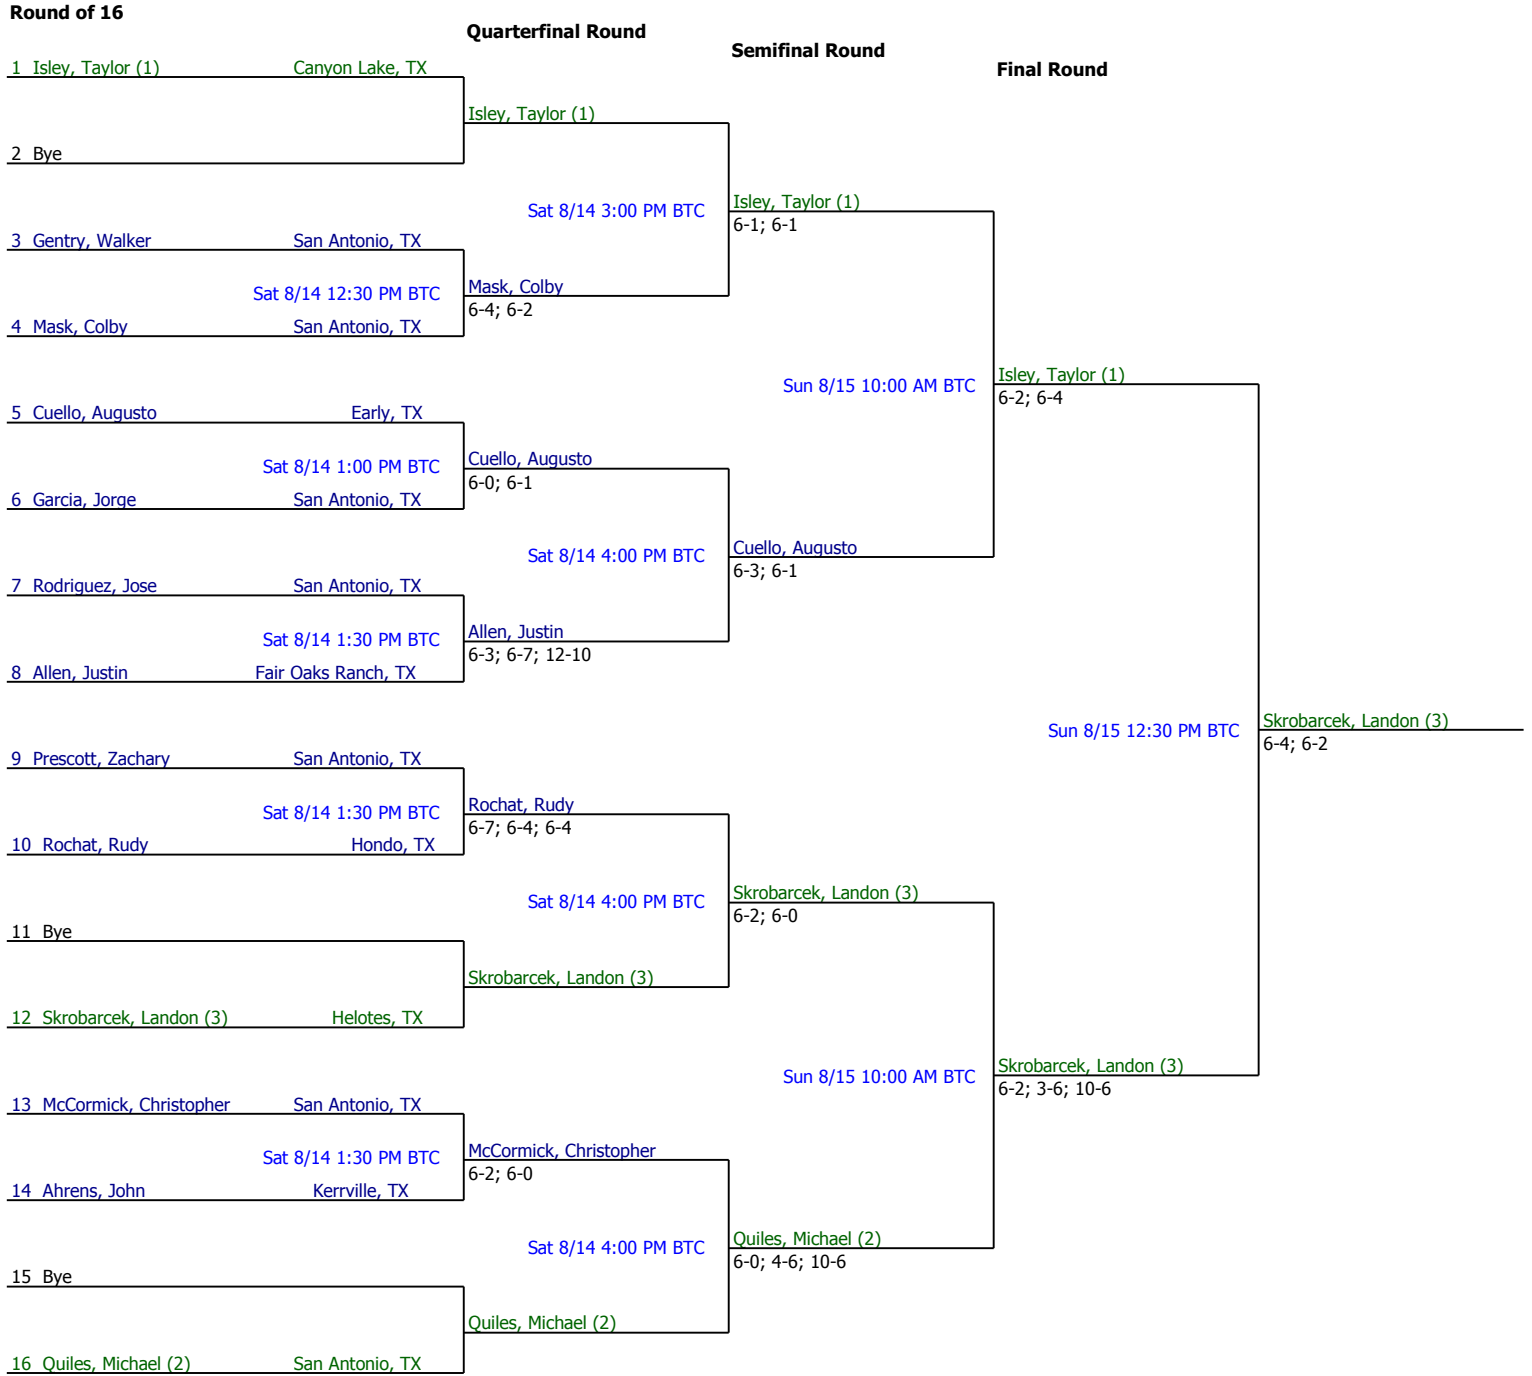 Round of 16
Quarterfinal Round
Semifinal Round
Final Round
1 Isley, Taylor (1) Canyon Lake, TX
Isley, Taylor (1)
2 Bye
Sat 8/14 3:00 PM BTC
Isley, Taylor (1)
6-1; 6-1
3 Gentry, Walker San Antonio, TX
Sat 8/14 12:30 PM BTC
Mask, Colby
6-4; 6-2
4 Mask, Colby San Antonio, TX
Sun 8/15 10:00 AM BTC
Isley, Taylor (1)
6-2; 6-4
5 Cuello, Augusto Early, TX
Sat 8/14 1:00 PM BTC
Cuello, Augusto
6-0; 6-1
6 Garcia, Jorge San Antonio, TX
Sat 8/14 4:00 PM BTC
Cuello, Augusto
6-3; 6-1
7 Rodriguez, Jose San Antonio, TX
Sat 8/14 1:30 PM BTC
Allen, Justin
6-3; 6-7; 12-10
8 Allen, Justin Fair Oaks Ranch, TX
Sun 8/15 12:30 PM BTC
Skrobarcek, Landon (3)
6-4; 6-2
9 Prescott, Zachary San Antonio, TX
Sat 8/14 1:30 PM BTC
Rochat, Rudy
6-7; 6-4; 6-4
10 Rochat, Rudy Hondo, TX
Sat 8/14 4:00 PM BTC
Skrobarcek, Landon (3)
6-2; 6-0
11 Bye
Skrobarcek, Landon (3)
12 Skrobarcek, Landon (3) Helotes, TX
Sun 8/15 10:00 AM BTC
Skrobarcek, Landon (3)
6-2; 3-6; 10-6
13 McCormick, Christopher San Antonio, TX
Sat 8/14 1:30 PM BTC
McCormick, Christopher
6-2; 6-0
14 Ahrens, John Kerrville, TX
Sat 8/14 4:00 PM BTC
Quiles, Michael (2)
6-0; 4-6; 10-6
15 Bye
Quiles, Michael (2)
16 Quiles, Michael (2) San Antonio, TX